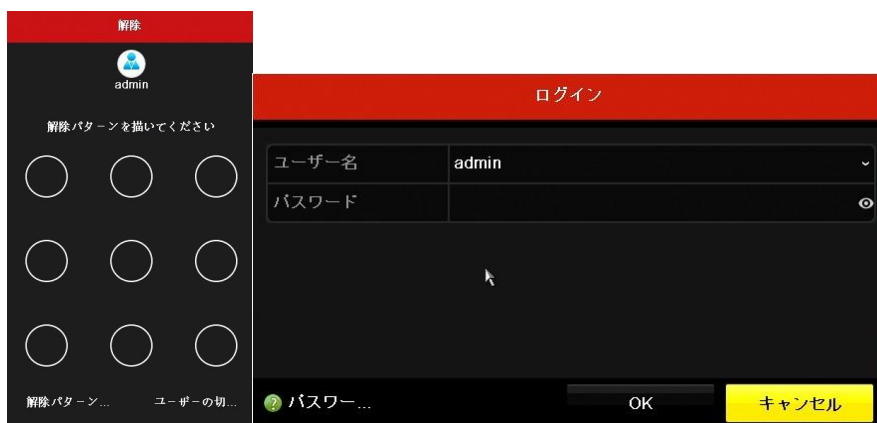 解除
admin
解除パターンを描いてください
解除パターン...
ユーザーの切...
ログイン
ユーザー名
admin
パスワード
パスワー...
OK
キャンセル